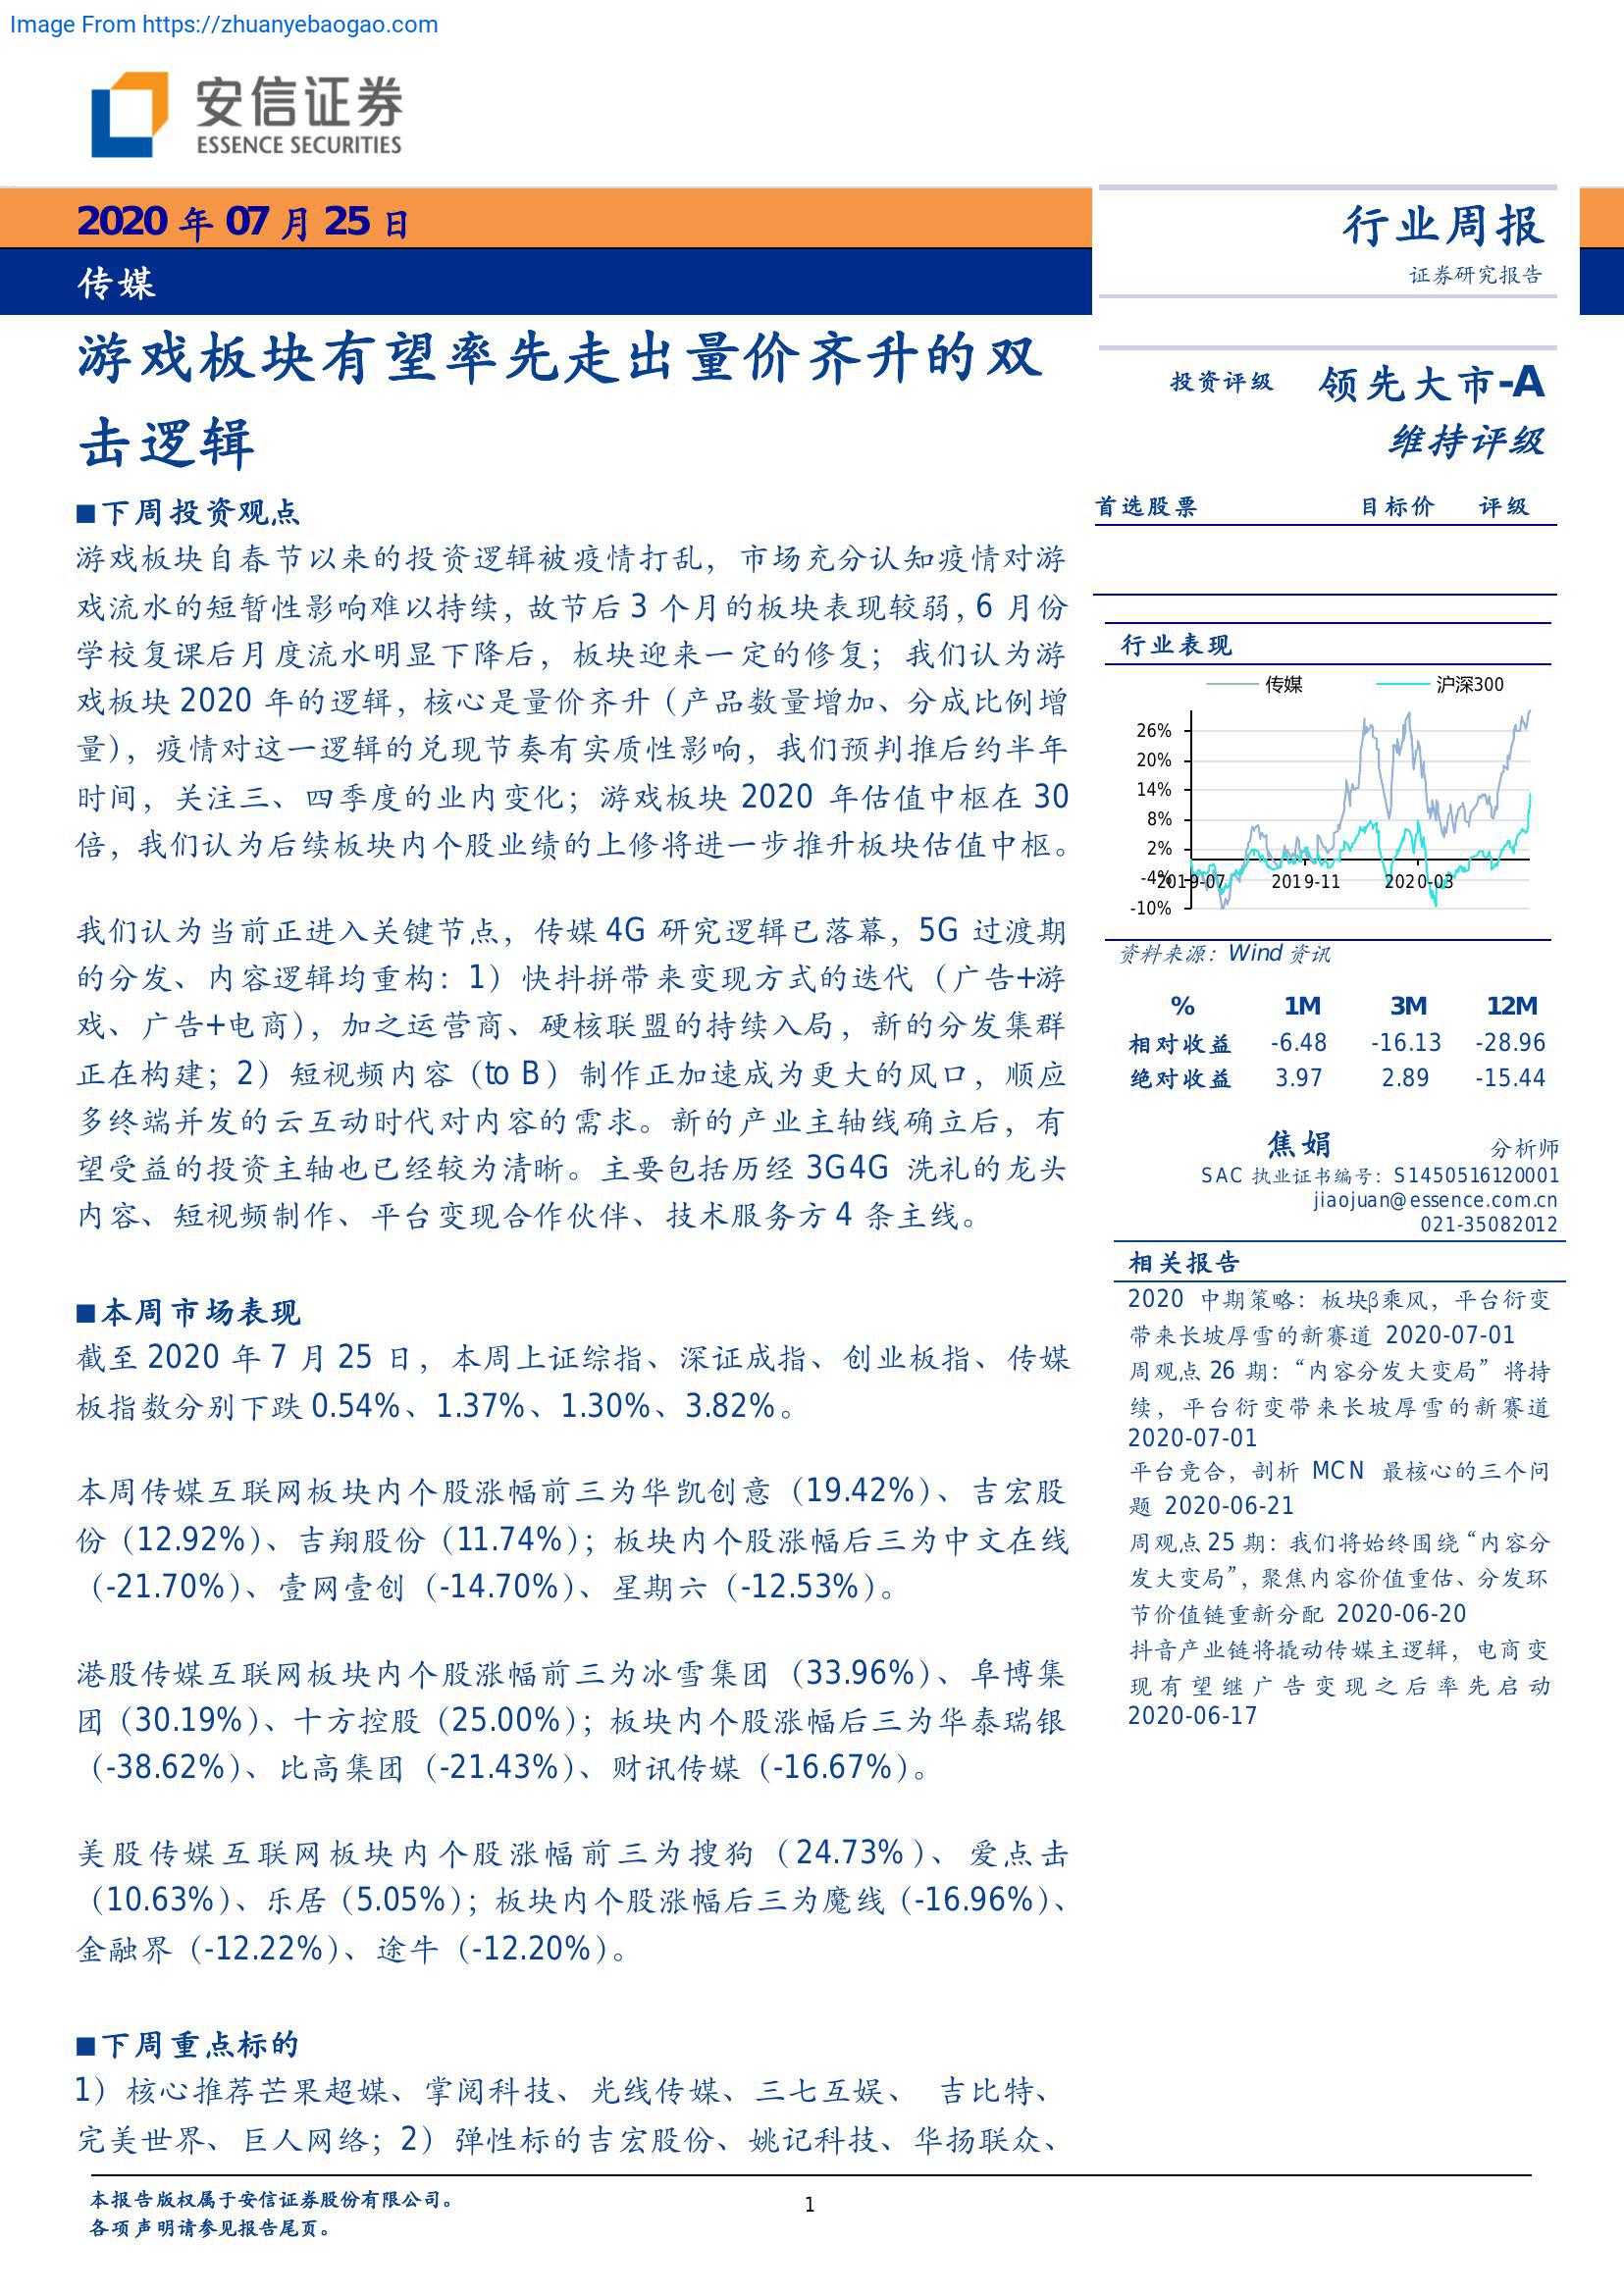 Image From https://zhuanyebaogao.com
安信证券
ESSENCE SECURITIES
2020 年 07 月 25 日
传媒
游戏板块有望率先走出量价齐升的双
击逻辑
■下周投资观点
游戏板块自春节以来的投资逻辑被疫情打乱，市场充分认知疫情对游
戏流水的短暂性影响难以持续，故节后 3 个月的板块表现较弱，6 月份
学校复课后月度流水明显下降后，板块迎来一定的修复；我们认为游
戏板块 2020 年的逻辑，核心是量价齐升（产品数量增加、分成比例增
量），疫情对这一逻辑的兑现节奏有实质性影响，我们预判推后约半年
时间，关注三、四季度的业内变化；游戏板块 2020 年估值中枢在 30
倍，我们认为后续板块内个股业绩的上修将进一步推升板块估值中枢。
我们认为当前正进入关键节点，传媒 4G 研究逻辑已落幕，5G 过渡期
的分发、内容逻辑均重构：1）快抖拼带来变现方式的迭代（广告+游
戏、广告+电商），加之运营商、硬核联盟的持续入局，新的分发集群
正在构建；2）短视频内容（to B）制作正加速成为更大的风口，顺应
多终端并发的云互动时代对内容的需求。新的产业主轴线确立后，有
望受益的投资主轴也已经较为清晰。主要包括历经 3G4G 洗礼的龙头
内容、短视频制作、平台变现合作伙伴、技术服务方 4 条主线。
■本周市场表现
截至 2020 年 7 月 25 日，本周上证综指、深证成指、创业板指、传媒
板指数分别下跌 0.54%、1.37%、1.30%、3.82%。
本周传媒互联网板块内个股涨幅前三为华凯创意（19.42%）、吉宏股
份（12.92%）、吉翔股份（11.74%）；板块内个股涨幅后三为中文在线
（-21.70%）、壹网壹创（-14.70%）、星期六（-12.53%）。
港股传媒互联网板块内个股涨幅前三为冰雪集团（33.96%）、阜博集
团（30.19%）、十方控股（25.00%）；板块内个股涨幅后三为华泰瑞银
（-38.62%）、比高集团（-21.43%）、财讯传媒（-16.67%）。
美股传媒互联网板块内个股涨幅前三为搜狗（24.73%）、爱点击
（10.63%）、乐居（5.05%）；板块内个股涨幅后三为魔线（-16.96%）、
金融界（-12.22%）、途牛（-12.20%）。
■下周重点标的
1）核心推荐芒果超媒、掌阅科技、光线传媒、三七互娱、 吉比特、
完美世界、巨人网络；2）弹性标的吉宏股份、姚记科技、华扬联众、
行业周报
证券研究报告
投资评级 领先大市-A
维持评级
首选股票 目标价 评级
行业表现
传媒 沪深300
26%
20%
14%
8%
2%
-4%
-10%
2019-07 2019-11 2020-03
资料来源：Wind 资讯
% 1M 3M 12M
相对收益 -6.48 -16.13 -28.96
绝对收益 3.97 2.89 -15.44
焦娟 分析师
SAC 执业证书编号：S1450516120001
jiaojuan@essence.com.cn
021-35082012
相关报告
2020 中期策略：板块β乘风，平台衍变
带来长坡厚雪的新赛道 2020-07-01
周观点 26 期：“内容分发大变局”将持
续，平台衍变带来长坡厚雪的新赛道
2020-07-01
平台竞合，剖析 MCN 最核心的三个问
题 2020-06-21
周观点 25 期：我们将始终围绕“内容分
发大变局”，聚焦内容价值重估、分发环
节价值链重新分配 2020-06-20
抖音产业链将撬动传媒主逻辑，电商变
现有望继广告变现之后率先启动
2020-06-17
本报告版权属于安信证券股份有限公司。
各项声明请参见报告尾页。
1